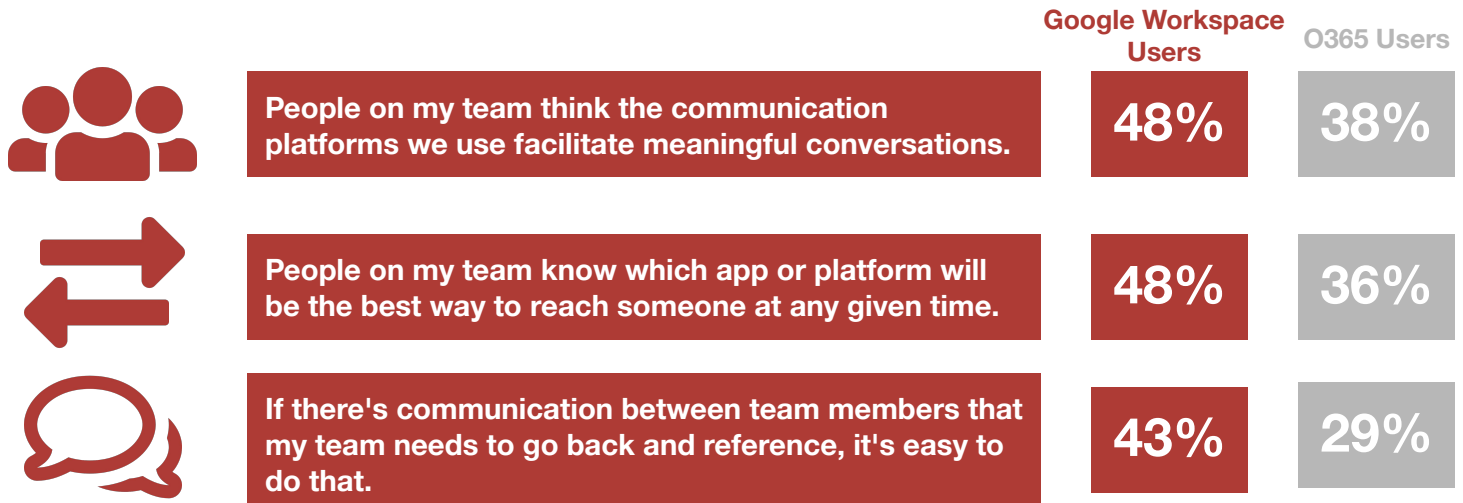 Google Workspace
Users
O365 Users
People on my team think the communication
platforms we use facilitate meaningful conversations.
48%
38%
People on my team know which app or platform will
be the best way to reach someone at any given time.
48%
36%
If there's communication between team members that
my team needs to go back and reference, it's easy to
do that.
43%
29%